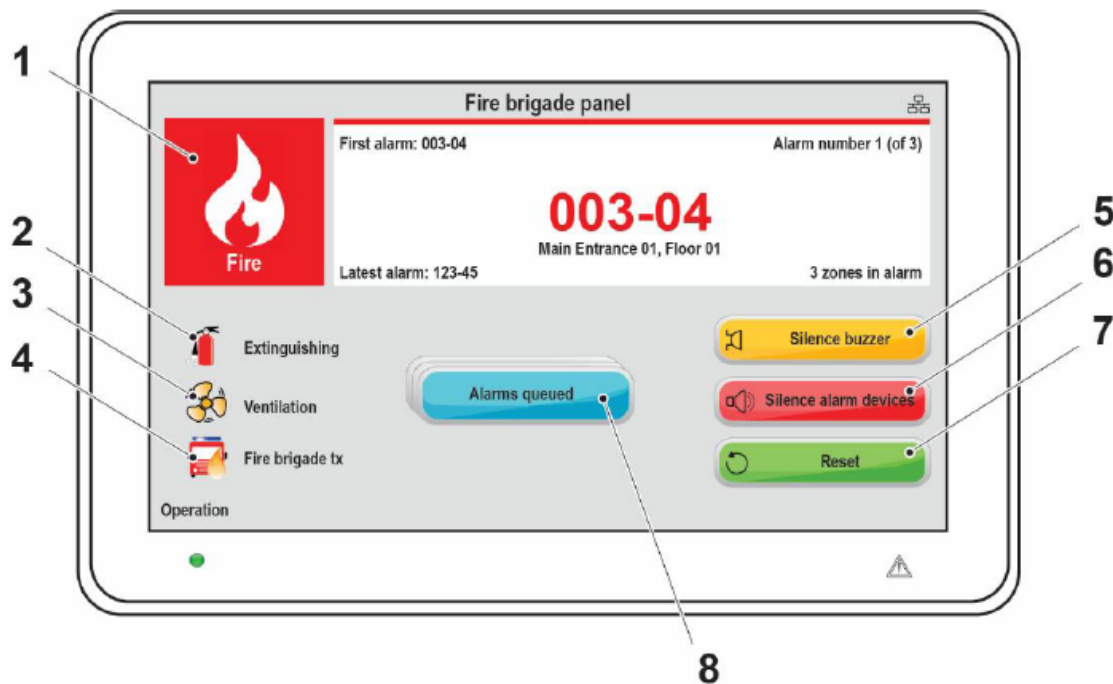 Fire brigade panel
1
Fire
First alarm: 003-04
Alarm number 1 (of 3)
003-04
Main Entrance 01, Floor 01
Latest alarm: 123-45
3 zones in alarm
2
Extinguishing
3
Ventilation
4
Fire brigade tx
Operation
Alarms queued
5
Silence buzzer
6
Silence alarm devices
7
Reset
8